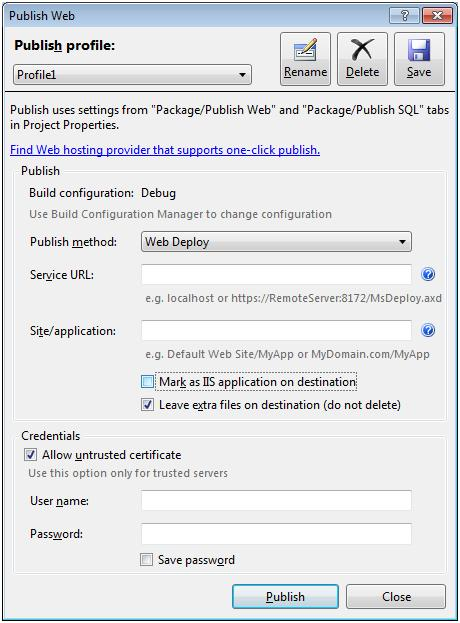 Publish Web
Publish profile:
Rename
Delete
Save
Profile1
Publish uses settings from "Package/Publish Web" and "Package/Publish SQL" tabs
in Project Properties.
Find Web hosting provider that supports one-click publish.
Publish
Build configuration: Debug
Use Build Configuration Manager to change configuration
Publish method: Web Deploy
Service URL:
e.g. localhost or https://RemoteServer:8172/MsDeploy.axd
Site/application:
e.g. Default Web Site/MyApp or MyDomain.com/MyApp
Mark as IIS application on destination
Leave extra files on destination (do not delete)
Credentials
Allow untrusted certificate
Use this option only for trusted servers
User name:
Password:
Save password
Publish
Close